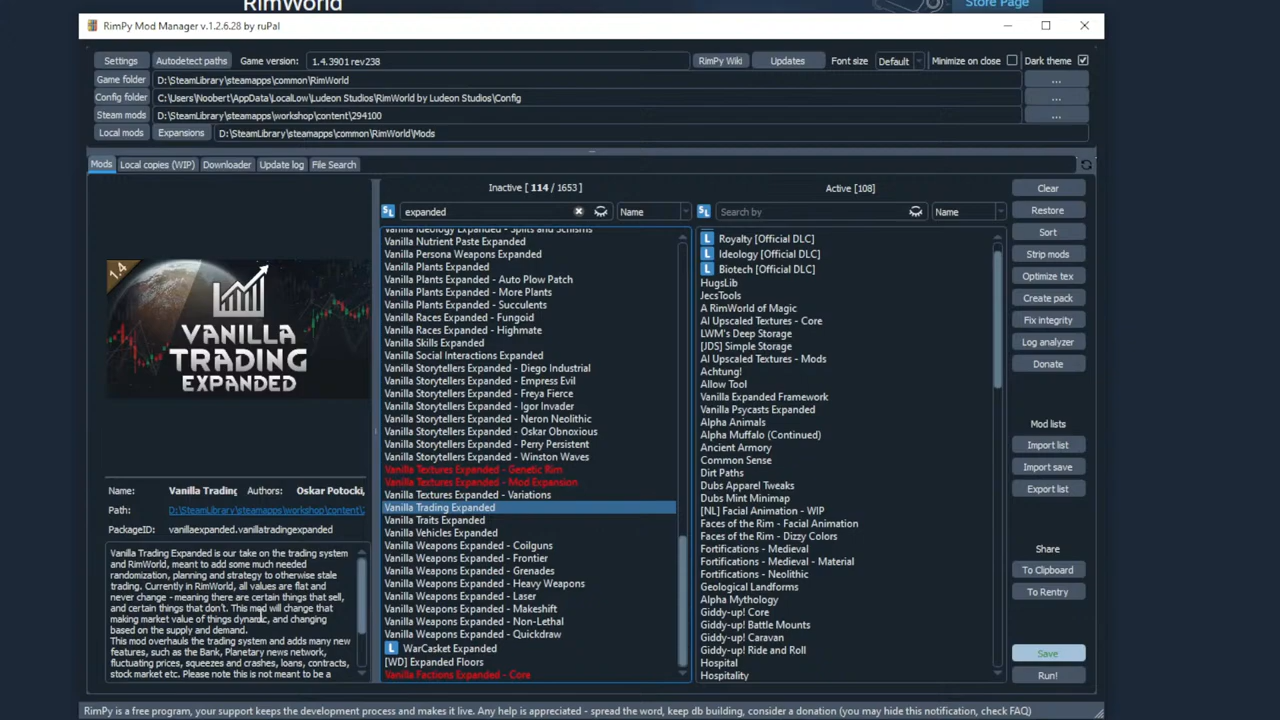 RimWorld
Store Page
RimPy Mod Manager v.1.2.6.28 by ruPal
Settings
Autodetect paths
Game version:
1.4.3901 rev238
RimPy Wiki
Updates
Font size
Default
Minimize on close
Dark theme
Game folder
D:\SteamLibrary\steamapps\common\RimWorld
...
Config folder
C:\Users\Noobert\AppData\LocalLow\Ludeon Studios\RimWorld by Ludeon Studios\Config
...
Steam mods
D:\SteamLibrary\steamapps\workshop\content\294100
...
Local mods
Expansions
D:\SteamLibrary\steamapps\common\RimWorld\Mods
Mods
Local copies (WIP)
Downloader
Update log
File Search
1.4
VANILLA
TRADING
EXPANDED
Name:
Vanilla Trading
Authors:
Oskar Potocki,
Path:
D:\SteamLibrary\steamapps\workshop\content\
PackageID:
vanillaexpanded.vanillatradingexpanded
Vanilla Trading Expanded is our take on the trading system
and RimWorld, meant to add some much needed
randomization, planning and strategy to otherwise stale
trading. Currently in RimWorld, all values are flat and
never change - meaning there are certain things that sell,
and certain things that don't. This mod will change that
making market value of things dynamic, and changing
based on the supply and demand.
This mod overhauls the trading system and adds many new
features, such as the Bank, Planetary news network,
fluctuating prices, squeezes and crashes, loans, contracts,
stock market etc. Please note this is not meant to be a
Inactive [ 114 / 1653 ]
expanded
Name
Vanilla Ideology Expanded - Splits and Schisms
Vanilla Nutrient Paste Expanded
Vanilla Persona Weapons Expanded
Vanilla Plants Expanded
Vanilla Plants Expanded - Auto Plow Patch
Vanilla Plants Expanded - More Plants
Vanilla Plants Expanded - Succulents
Vanilla Races Expanded - Fungoid
Vanilla Races Expanded - Highmate
Vanilla Skills Expanded
Vanilla Social Interactions Expanded
Vanilla Storytellers Expanded - Diego Industrial
Vanilla Storytellers Expanded - Empress Evil
Vanilla Storytellers Expanded - Freya Fierce
Vanilla Storytellers Expanded - Igor Invader
Vanilla Storytellers Expanded - Neron Neolithic
Vanilla Storytellers Expanded - Oskar Obnoxious
Vanilla Storytellers Expanded - Perry Persistent
Vanilla Storytellers Expanded - Winston Waves
Vanilla Textures Expanded - Genetic Rim
Vanilla Textures Expanded - Mod Expansion
Vanilla Textures Expanded - Variations
Vanilla Trading Expanded
Vanilla Traits Expanded
Vanilla Vehicles Expanded
Vanilla Weapons Expanded - Coilguns
Vanilla Weapons Expanded - Frontier
Vanilla Weapons Expanded - Grenades
Vanilla Weapons Expanded - Heavy Weapons
Vanilla Weapons Expanded - Laser
Vanilla Weapons Expanded - Makeshift
Vanilla Weapons Expanded - Non-Lethal
Vanilla Weapons Expanded - Quickdraw
L WarCasket Expanded
[WD] Expanded Floors
Vanilla Factions Expanded - Core
Active [108]
Search by
Name
L Royalty [Official DLC]
L Ideology [Official DLC]
L Biotech [Official DLC]
HugsLib
JecsTools
A RimWorld of Magic
AI Upscaled Textures - Core
LWM's Deep Storage
[JDS] Simple Storage
AI Upscaled Textures - Mods
Achtung!
Allow Tool
Vanilla Expanded Framework
Vanilla Psycasts Expanded
Alpha Animals
Alpha Muffalo (Continued)
Ancient Armory
Common Sense
Dirt Paths
Dubs Apparel Tweaks
Dubs Mint Minimap
[NL] Facial Animation - WIP
Faces of the Rim - Facial Animation
Faces of the Rim - Dizzy Colors
Fortifications - Medieval
Fortifications - Medieval - Material
Fortifications - Neolithic
Geological Landforms
Alpha Mythology
Giddy-up! Core
Giddy-up! Battle Mounts
Giddy-up! Caravan
Giddy-up! Ride and Roll
Hospital
Hospitality
Clear
Restore
Sort
Strip mods
Optimize tex
Create pack
Fix integrity
Log analyzer
Donate
Mod lists
Import list
Import save
Export list
Share
To Clipboard
To Rentry
Save
Run!
RimPy is a free program, your support keeps the development process and makes it live. Any help is appreciated - spread the word, keep db building, consider a donation (you may hide this notification, check FAQ)